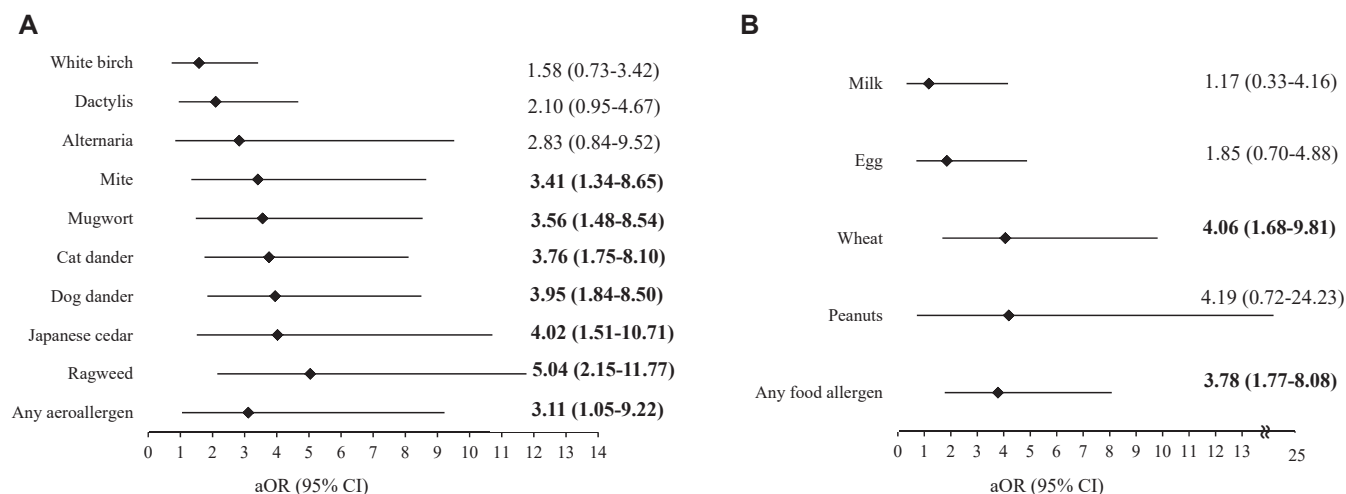 A
White birch 1.58 (0.73-3.42)
Dactylis 2.10 (0.95-4.67)
Alternaria 2.83 (0.84-9.52)
Mite 3.41 (1.34-8.65)
Mugwort 3.56 (1.48-8.54)
Cat dander 3.76 (1.75-8.10)
Dog dander 3.95 (1.84-8.50)
Japanese cedar 4.02 (1.51-10.71)
Ragweed 5.04 (2.15-11.77)
Any aeroallergen 3.11 (1.05-9.22)
0 1 2 3 4 5 6 7 8 9 10 11 12 13 14
aOR (95% CI)
B
Milk 1.17 (0.33-4.16)
Egg 1.85 (0.70-4.88)
Wheat 4.06 (1.68-9.81)
Peanuts 4.19 (0.72-24.23)
Any food allergen 3.78 (1.77-8.08)
0 1 2 3 4 5 6 7 8 9 10 11 12 13 25
aOR (95% CI)